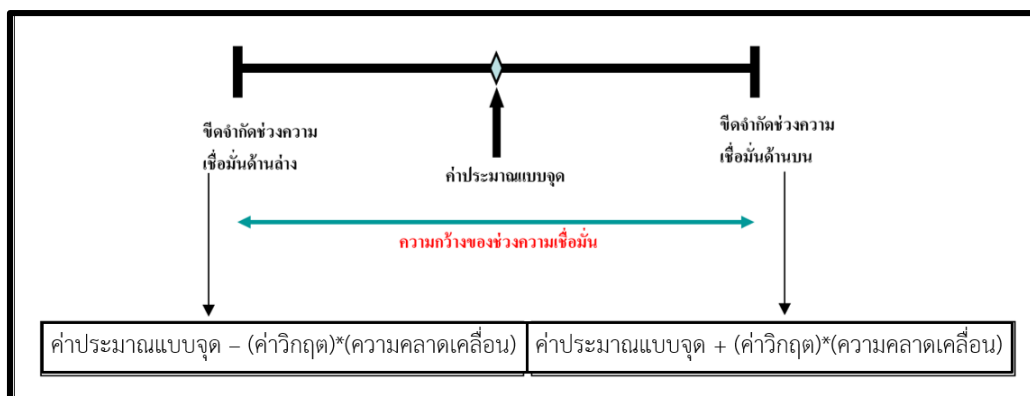 ขีดจำกัดช่วงความ
เชื่อมั่นด้านล่าง
ค่าประมาณแบบจุด
ขีดจำกัดช่วงความ
เชื่อมั่นด้านบน
ความกว้างของช่วงความเชื่อมั่น
ค่าประมาณแบบจุด – (ค่าวิกฤต)*(ความคลาดเคลื่อน)
ค่าประมาณแบบจุด + (ค่าวิกฤต)*(ความคลาดเคลื่อน)